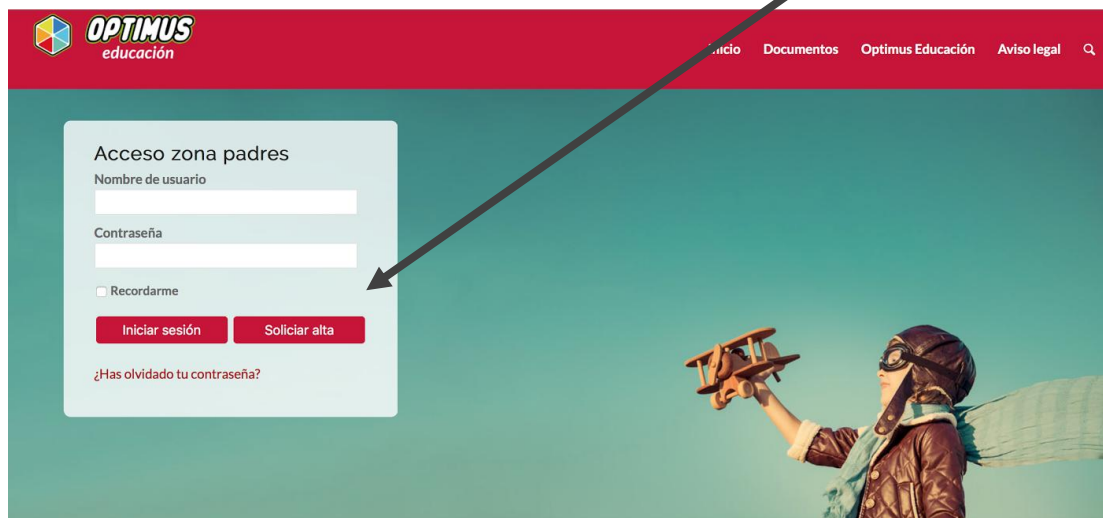 OPTIMUS
educación
Inicio Documentos Optimus Educación Aviso legal
Acceso zona padres
Nombre de usuario
Contraseña
Recordarme
Iniciar sesión Soliciar alta
¿Has olvidado tu contraseña?